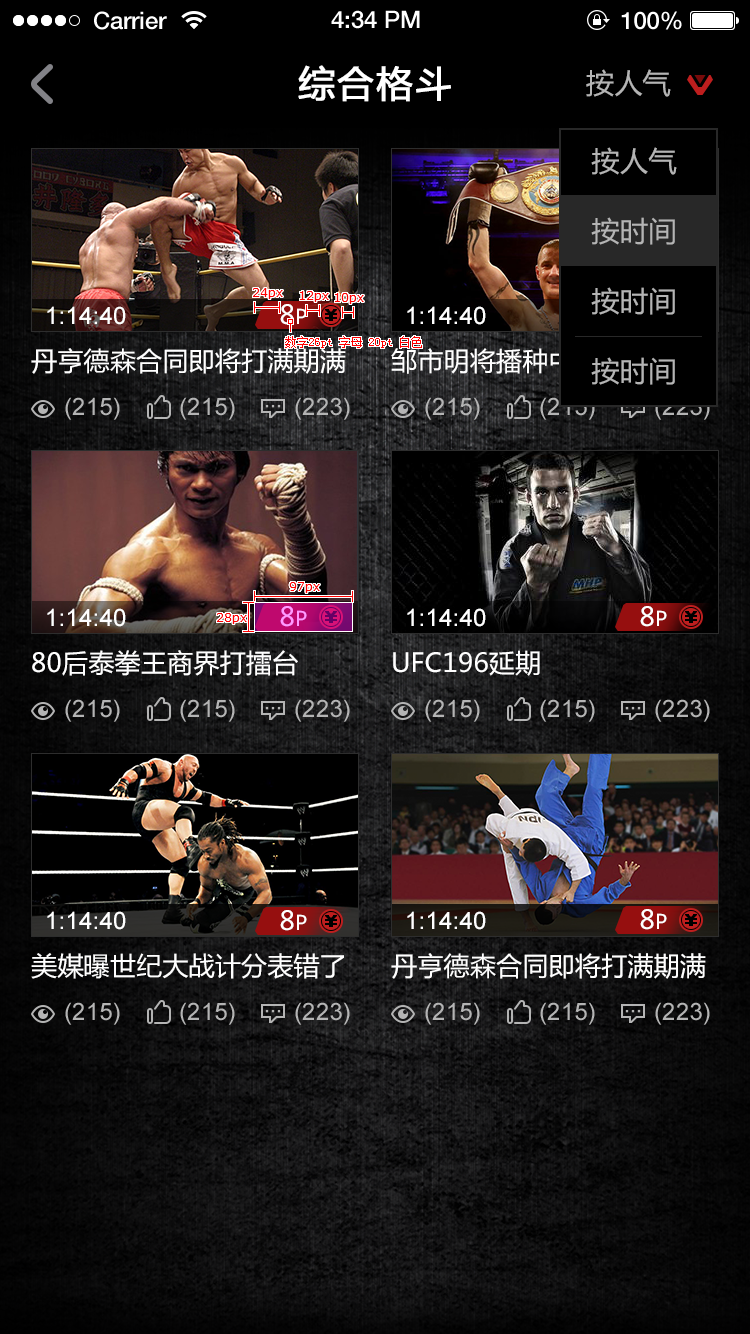 Carrier 4:34 PM 100%
综合格斗 按人气
按人气
按时间
按时间
按时间
井隆
24px 12px 10px
1:14:40 8P
1:14:40
数字26pt 字母 20pt 白色
丹亨德森合同即将打满期满
邹市明将播种
(215) (215) (223)
(215) (215) (223)
97px
28px
1:14:40 8P
1:14:40 8P
MHP
80后泰拳王商界打擂台
UFC196延期
(215) (215) (223)
(215) (215) (223)
JPN
1:14:40 8P
1:14:40 8P
美媒曝世纪大战计分表错了
丹亨德森合同即将打满期满
(215) (215) (223)
(215) (215) (223)